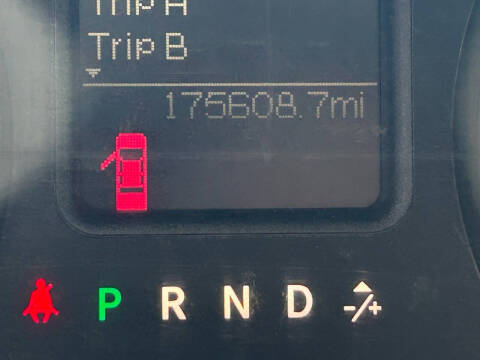 Trip A
Trip B
175608.7mi
P R N D -/+